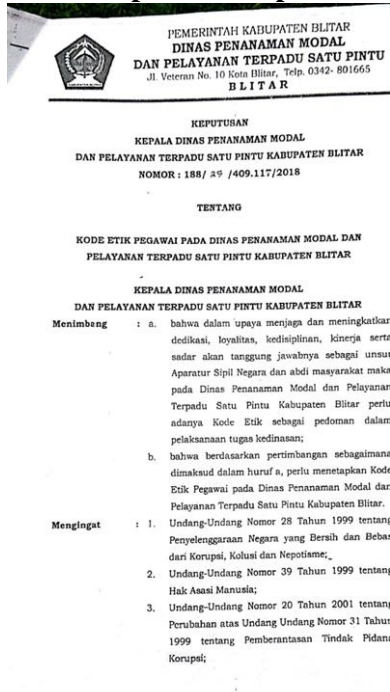 PEMERINTAH KABUPATEN BLITAR
DINAS PENANAMAN MODAL
DAN PELAYANAN TERPADU SATU PINTU
Jl. Veteran No. 10 Kota Blitar, Telp. 0342- 801665
BLITAR
KEPUTUSAN
KEPALA DINAS PENANAMAN MODAL
DAN PELAYANAN TERPADU SATU PINTU KABUPATEN BLITAR
NOMOR : 188/ /409.117/2018
TENTANG
KODE ETIK PEGAWAI PADA DINAS PENANAMAN MODAL DAN
PELAYANAN TERPADU SATU PINTU KABUPATEN BLITAR
KEPALA DINAS PENANAMAN MODAL
DAN PELAYANAN TERPADU SATU PINTU KABUPATEN BLITAR
Menimbang : a. bahwa dalam upaya menjaga dan meningkatkan
dedikasi, loyalitas, kedisiplinan, kinerja serta
sadar akan tanggung jawabnya sebagai unsur
Aparatur Sipil Negara dan abdi masyarakat maka
pada Dinas Penanaman Modal dan Pelayanan
Terpadu Satu Pintu Kabupaten Blitar perlu
adanya Kode Etik sebagai pedoman dalam
pelaksanaan tugas kedinasan;
b. bahwa berdasarkan pertimbangan sebagaimana
dimaksud dalam huruf a, perlu menetapkan Kode
Etik Pegawai pada Dinas Penanaman Modal dan
Pelayanan Terpadu Satu Pintu Kabupaten Blitar.
Mengingat : 1. Undang-Undang Nomor 28 Tahun 1999 tentang
Penyelenggaraan Negara yang Bersih dan Bebas
dari Korupsi, Kolusi dan Nepotisme;
2. Undang-Undang Nomor 39 Tahun 1999 tentang
Hak Asasi Manusia;
3. Undang-Undang Nomor 20 Tahun 2001 tentang
Perubahan atas Undang Undang Nomor 31 Tahun
1999 tentang Pemberantasan Tindak Pidana
Korupsi;